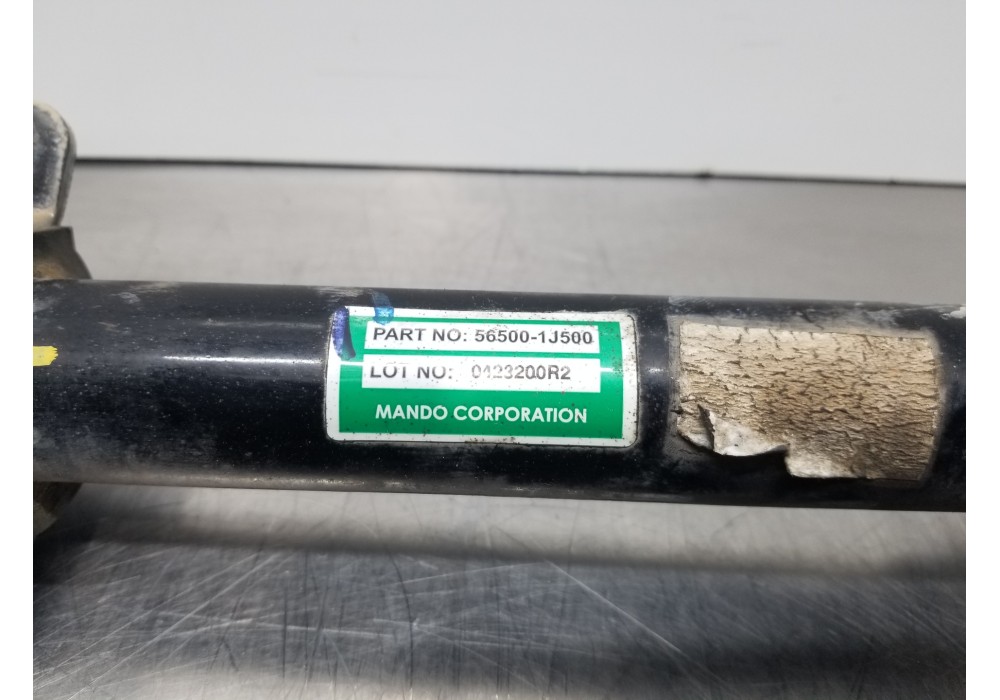 PART NO: 56500-1J500
LOT NO: 0423200R2
MANDO CORPORATION